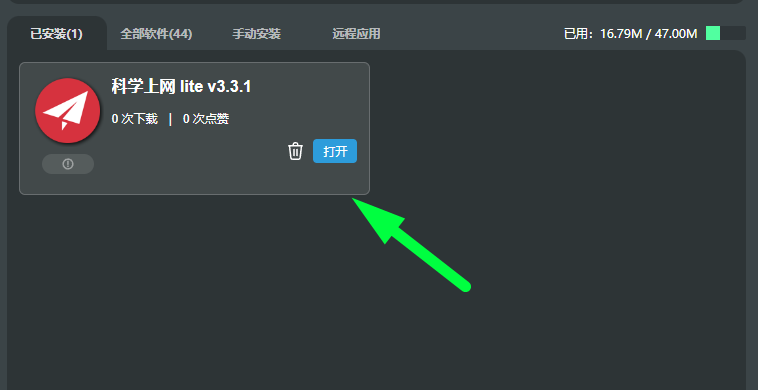 已安装(1) 全部软件(44) 手动安装 远程应用 已用：16.79M / 47.00M
科学上网 lite v3.3.1
0 次下载 | 0 次点赞
打开